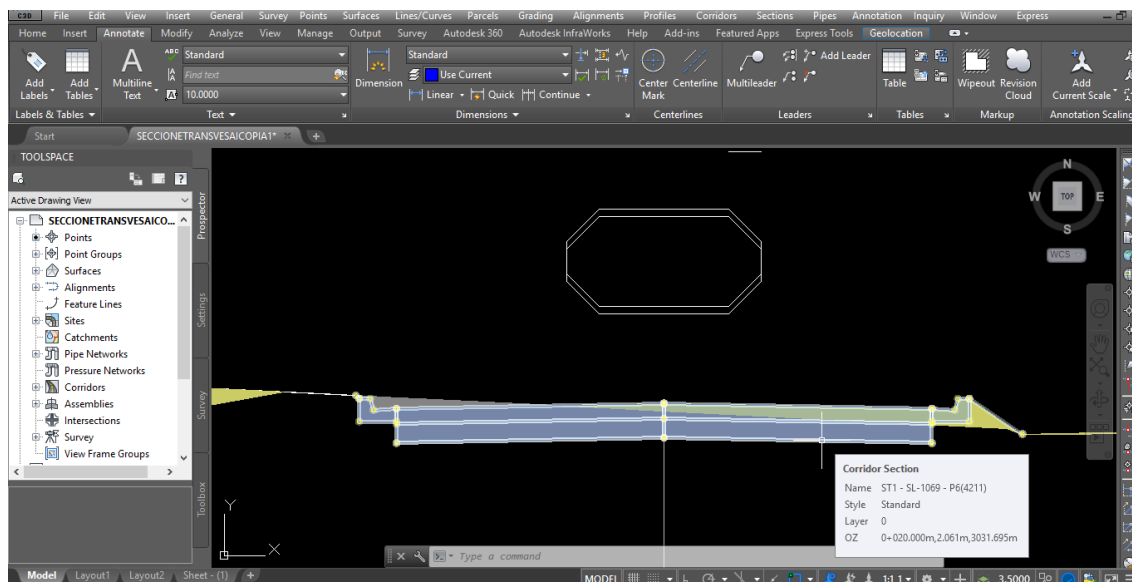 C3D File Edit View Insert General Survey Points Surfaces Lines/Curves Parcels Grading Alignments Profiles Corridors Sections Pipes Annotation Inquiry Window Express
Home Insert Annotate Modify Analyze View Manage Output Survey Autodesk 360 Autodesk InfraWorks Help Add-ins Featured Apps Express Tools Geolocation
Add Labels
Add Tables
A
Multiline Text
ABC Standard
Find text
10.0000
Dimension
Standard
Use Current
Linear Quick Continue
Center Mark
Centerline
Multileader
Add Leader
Table
Wipeout
Revision Cloud
Add Current Scale
Labels & Tables Text Dimensions Centerlines Leaders Tables Markup Annotation Scaling
Start SECCIONETRANSVESAICOPIA1*
TOOLSPACE
Active Drawing View
SECCIONETRANSVESAICO...
Points
Point Groups
Surfaces
Alignments
Feature Lines
Sites
Catchments
Pipe Networks
Pressure Networks
Corridors
Assemblies
Intersections
Survey
View Frame Groups
Prospector
Settings
Survey
Toolbox
N
W TOP E
S
WCS
Corridor Section
Name ST1 - SL-1069 - P6(4211)
Style Standard
Layer 0
OZ 0+020.000m,2.061m,3031.695m
Y
X
Type a command
Model Layout1 Layout2 Sheet - (1) +
MODEL 1:1.1 3.5000